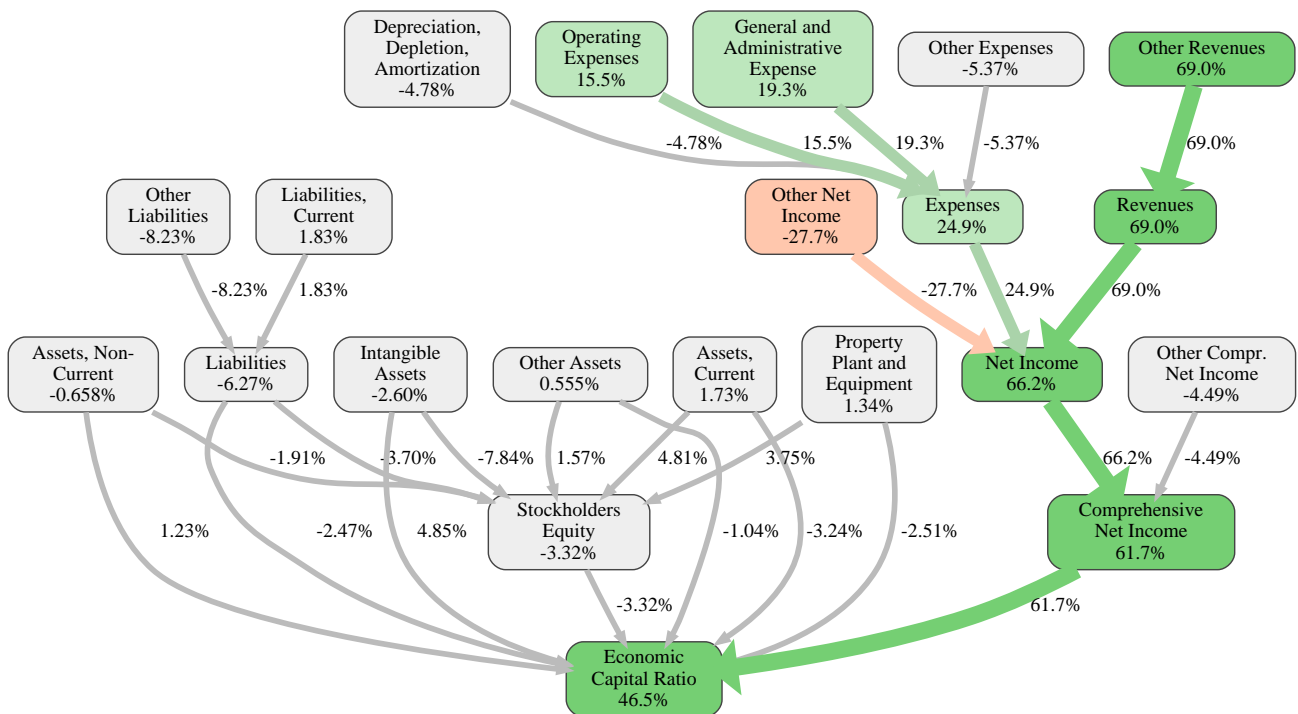 Depreciation,
Depletion,
Amortization
-4.78%
Operating
Expenses
15.5%
General and
Administrative
Expense
19.3%
Other Expenses
-5.37%
Other Revenues
69.0%
-4.78%
15.5%
19.3%
-5.37%
69.0%
Other
Liabilities
-8.23%
Liabilities,
Current
1.83%
Other Net
Income
-27.7%
Expenses
24.9%
Revenues
69.0%
-8.23%
1.83%
-27.7%
24.9%
69.0%
Assets, Non-
Current
-0.658%
Liabilities
-6.27%
Intangible
Assets
-2.60%
Other Assets
0.555%
Assets,
Current
1.73%
Property
Plant and
Equipment
1.34%
Net Income
66.2%
Other Compr.
Net Income
-4.49%
-1.91%
-3.70%
-7.84%
1.57%
4.81%
3.75%
66.2%
-4.49%
1.23%
-2.47%
4.85%
Stockholders
Equity
-3.32%
-1.04%
-3.24%
-2.51%
Comprehensive
Net Income
61.7%
-3.32%
61.7%
Economic
Capital Ratio
46.5%